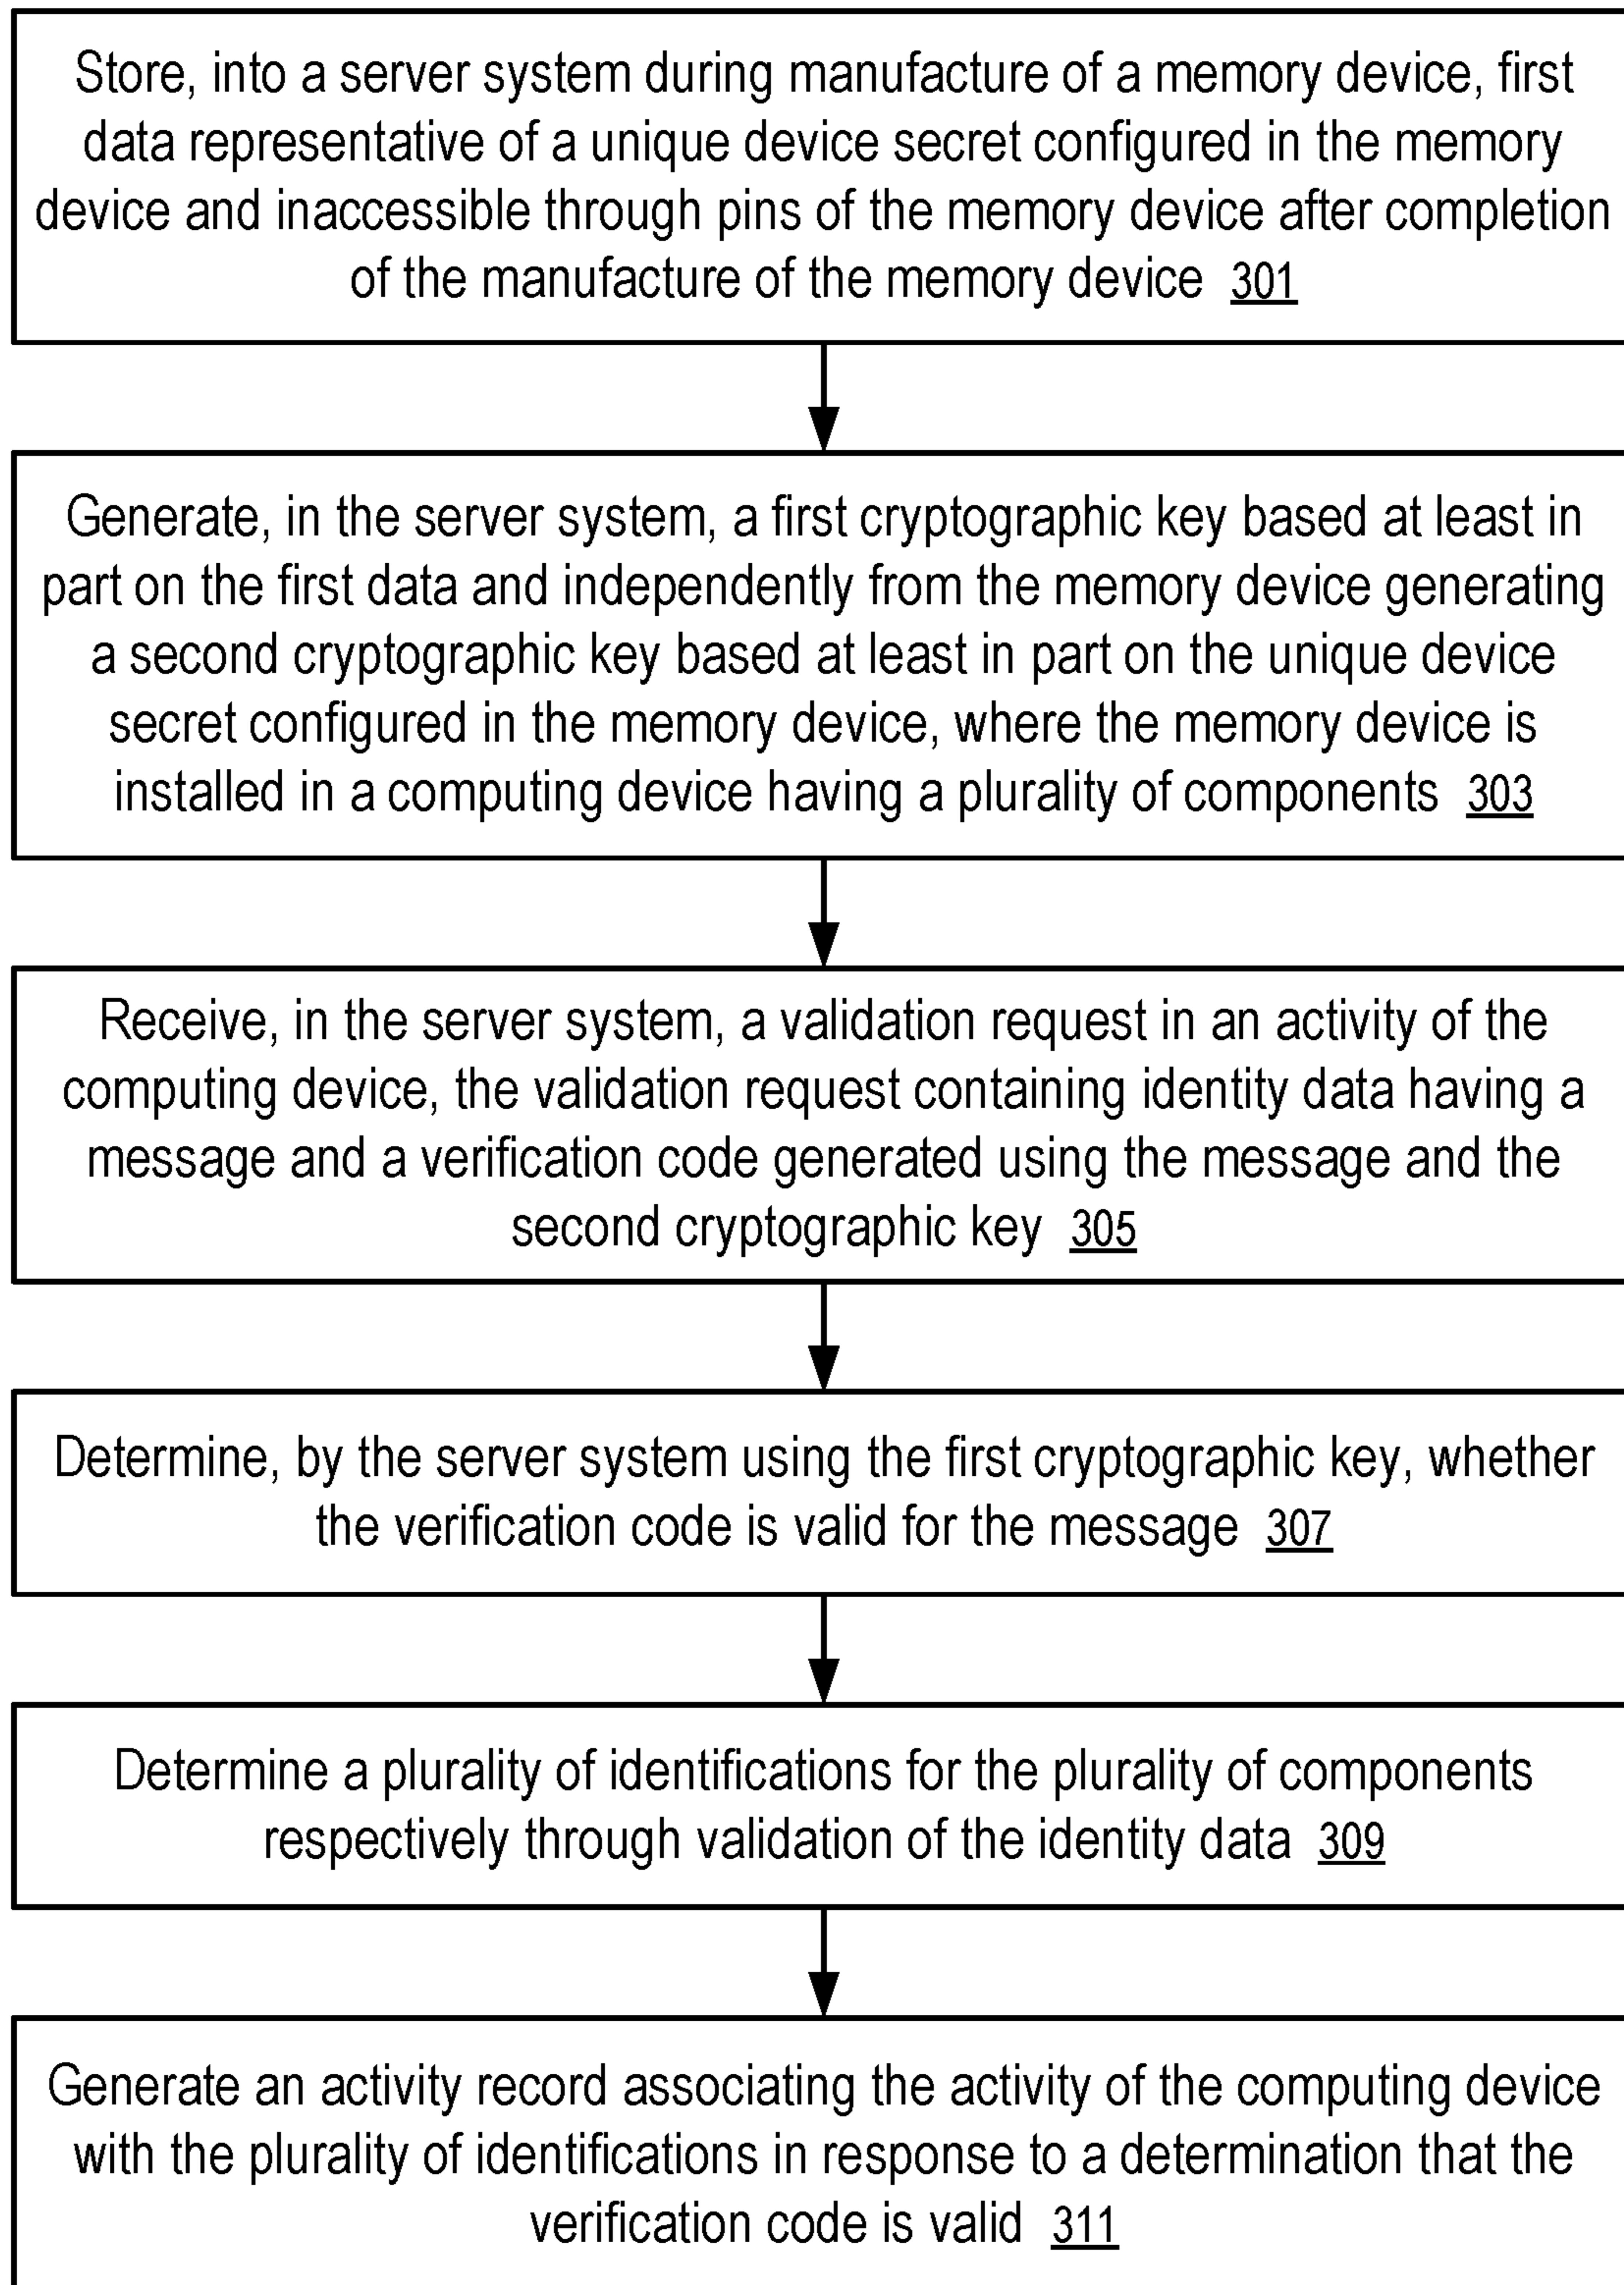 Store, into a server system during manufacture of a memory device, first
data representative of a unique device secret configured in the memory
device and inaccessible through pins of the memory device after completion
of the manufacture of the memory device 301
Generate, in the server system, a first cryptographic key based at least in
part on the first data and independently from the memory device generating
a second cryptographic key based at least in part on the unique device
secret configured in the memory device, where the memory device is
installed in a computing device having a plurality of components 303
Receive, in the server system, a validation request in an activity of the
computing device, the validation request containing identity data having a
message and a verification code generated using the message and the
second cryptographic key 305
Determine, by the server system using the first cryptographic key, whether
the verification code is valid for the message 307
Determine a plurality of identifications for the plurality of components
respectively through validation of the identity data 309
Generate an activity record associating the activity of the computing device
with the plurality of identifications in response to a determination that the
verification code is valid 311